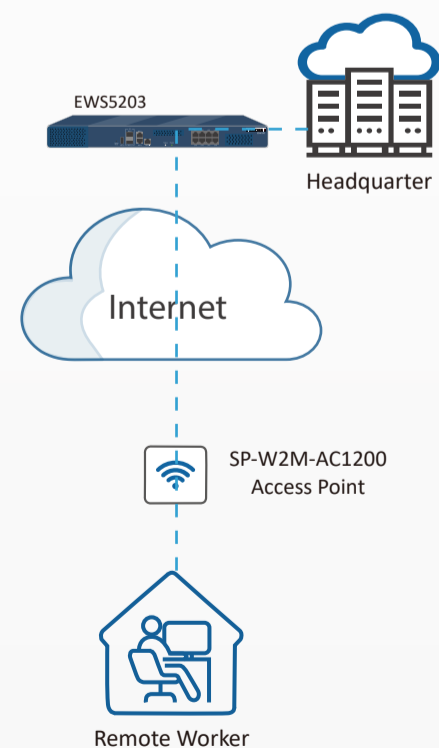 EWS5203
Headquarter
Internet
SP-W2M-AC1200
Access Point
Remote Worker